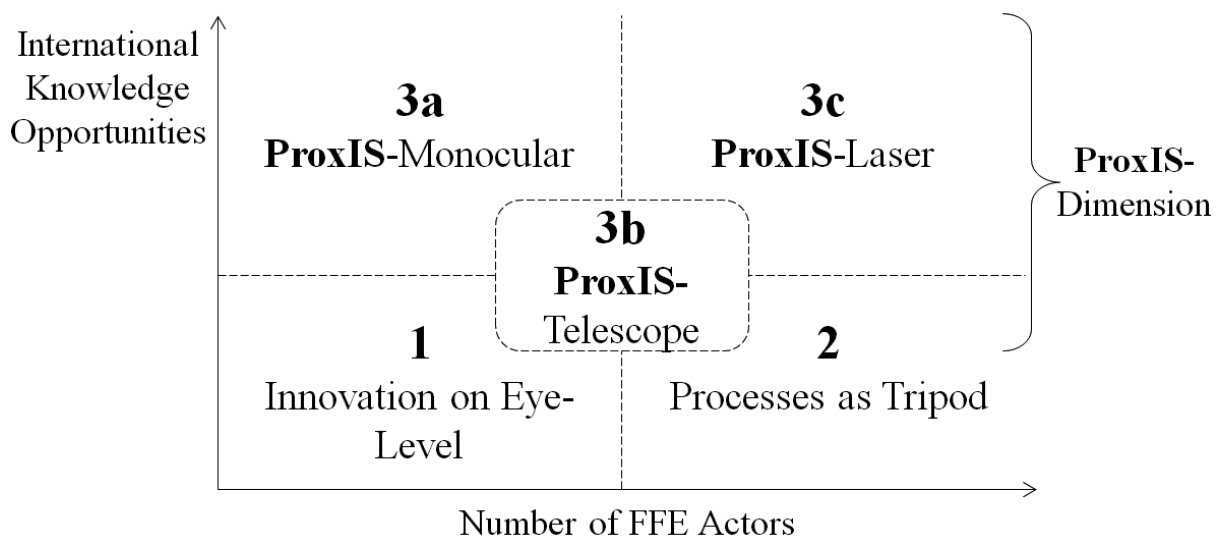 International
Knowledge
Opportunities
3a
ProxIS-Monocular
3c
ProxIS-Laser
ProxIS-
Dimension
3b
ProxIS-
Telescope
1
Innovation on Eye-
Level
2
Processes as Tripod
Number of FFE Actors